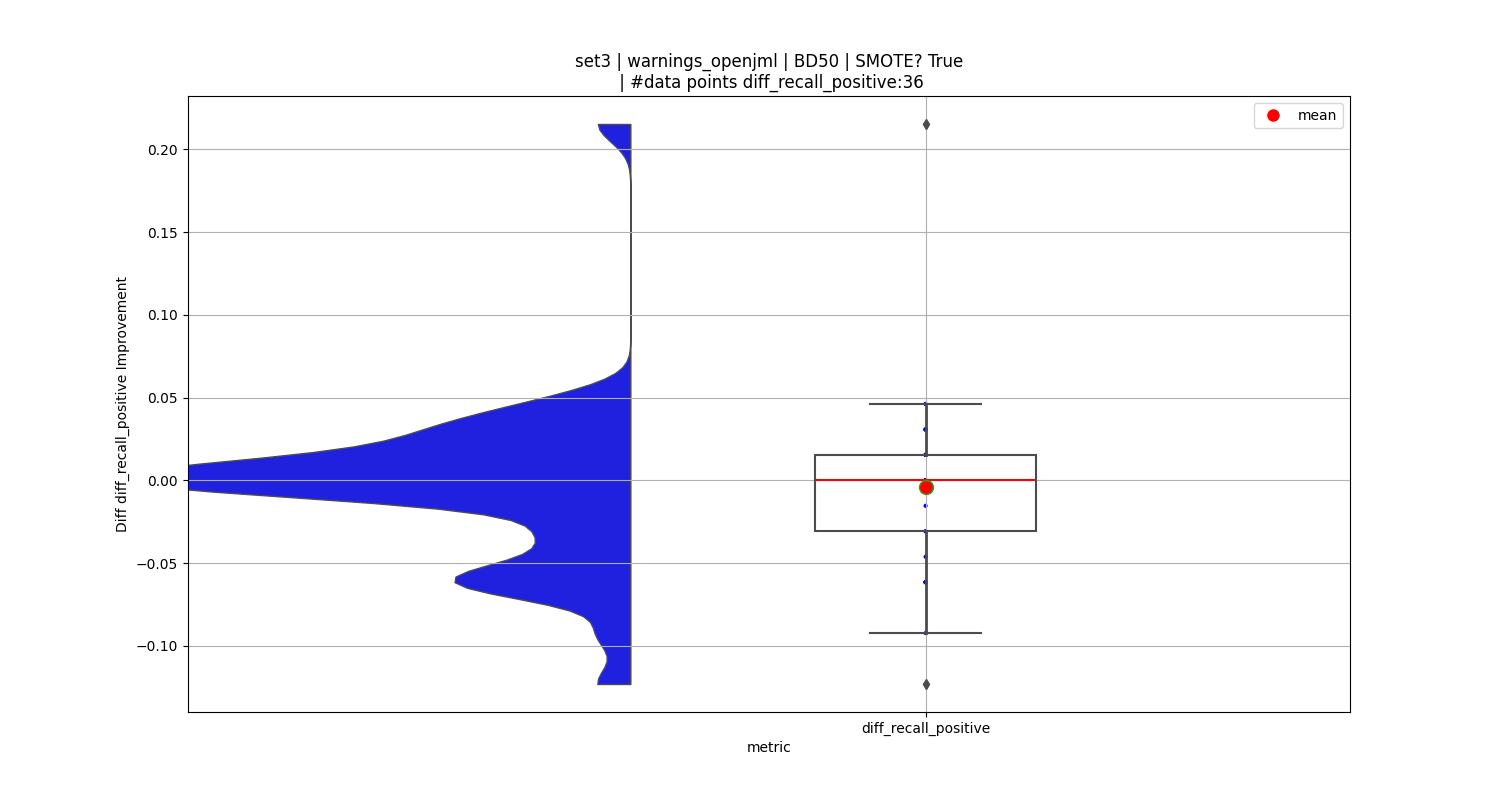 set3 | warnings_openjml | BD50 | SMOTE? True
| #data points diff_recall_positive:36
mean
0.20
0.15
0.10
0.05
0.00
−0.05
−0.10
Diff diff_recall_positive Improvement
diff_recall_positive
metric